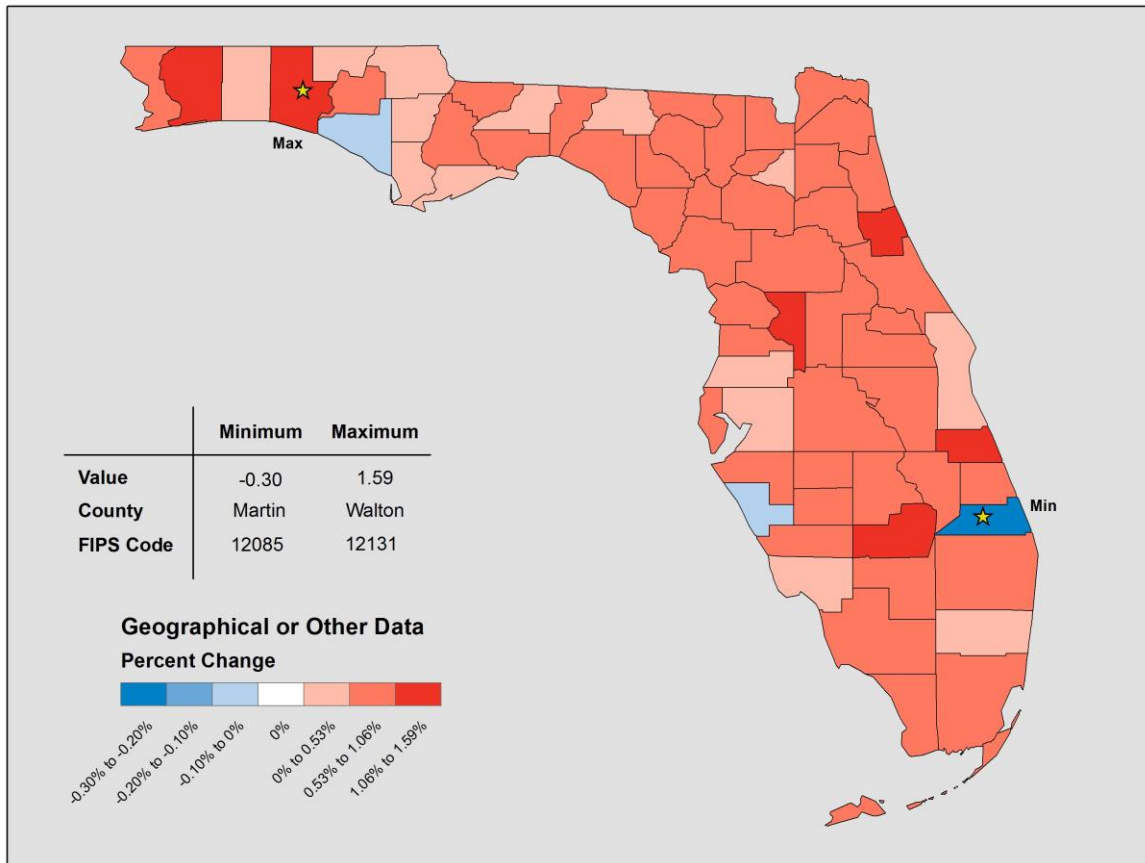 Max
Min
Minimum Maximum
Value -0.30 1.59
County Martin Walton
FIPS Code 12085 12131
Geographical or Other Data
Percent Change
-0.30% to -0.20%
-0.20% to -0.10%
-0.10% to 0%
0%
0% to 0.53%
0.53% to 1.06%
1.06% to 1.59%